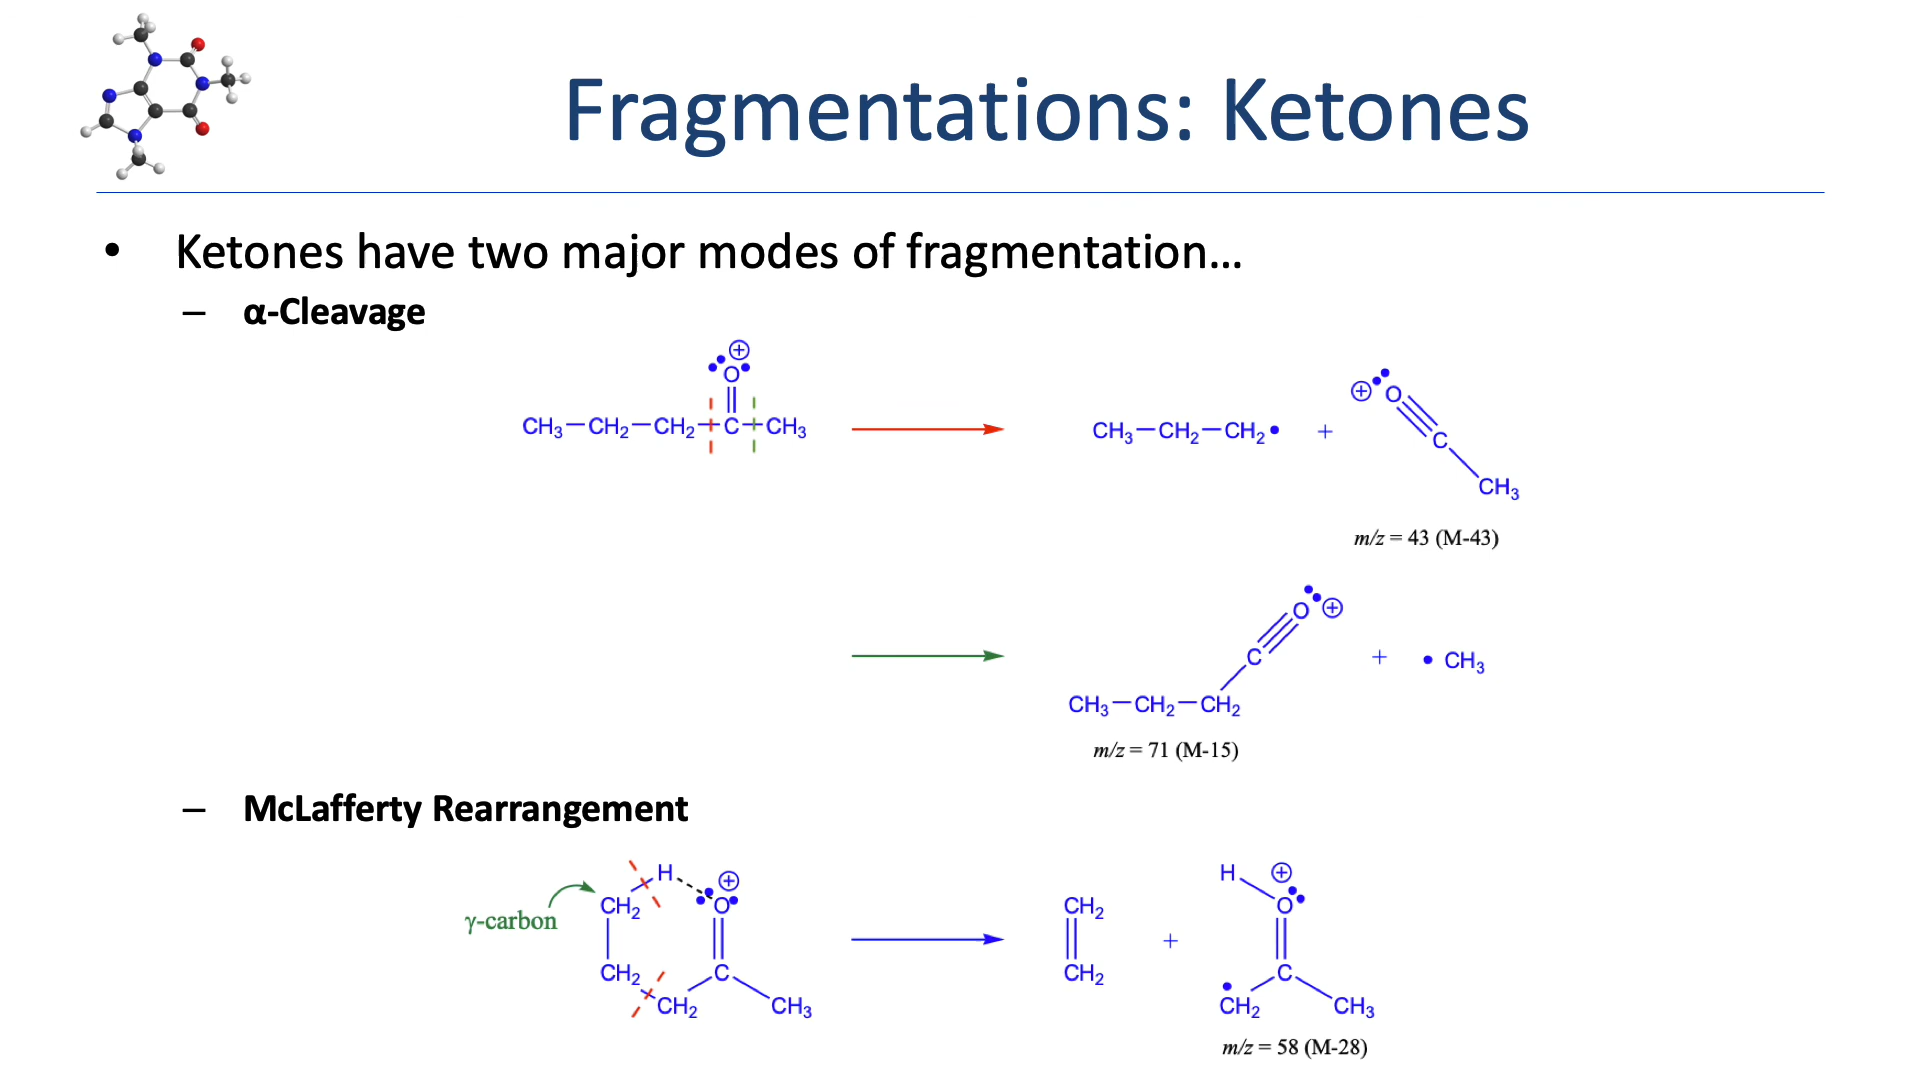 Fragmentations: Ketones
• Ketones have two major modes of fragmentation...
– α-Cleavage
CH₃—CH₂—CH₂—C—CH₃
O
⊕
CH₃—CH₂—CH₂• + ⊕ O≡C
CH₃
m/z = 43 (M-43)
O ⊕
C
CH₃—CH₂—CH₂ + • CH₃
m/z = 71 (M-15)
– McLafferty Rearrangement
H ⊕ H ⊕
γ-carbon CH₂ O CH₂ O
CH₂ C CH₂ + C
CH₂ CH₃ •CH₂ CH₃
m/z = 58 (M-28)